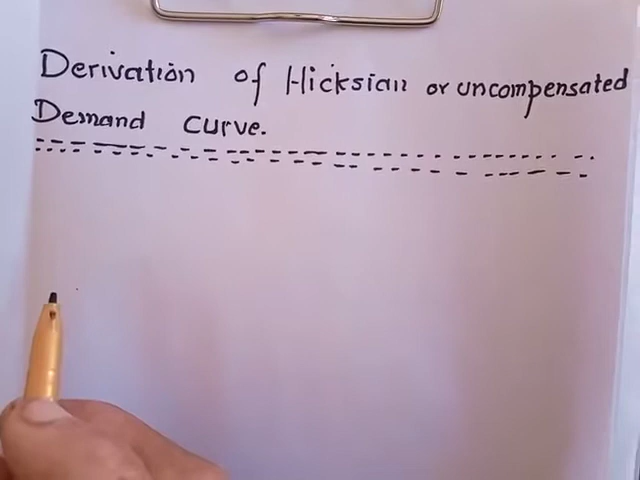 Derivation of Hicksian or uncompensated
Demand curve.